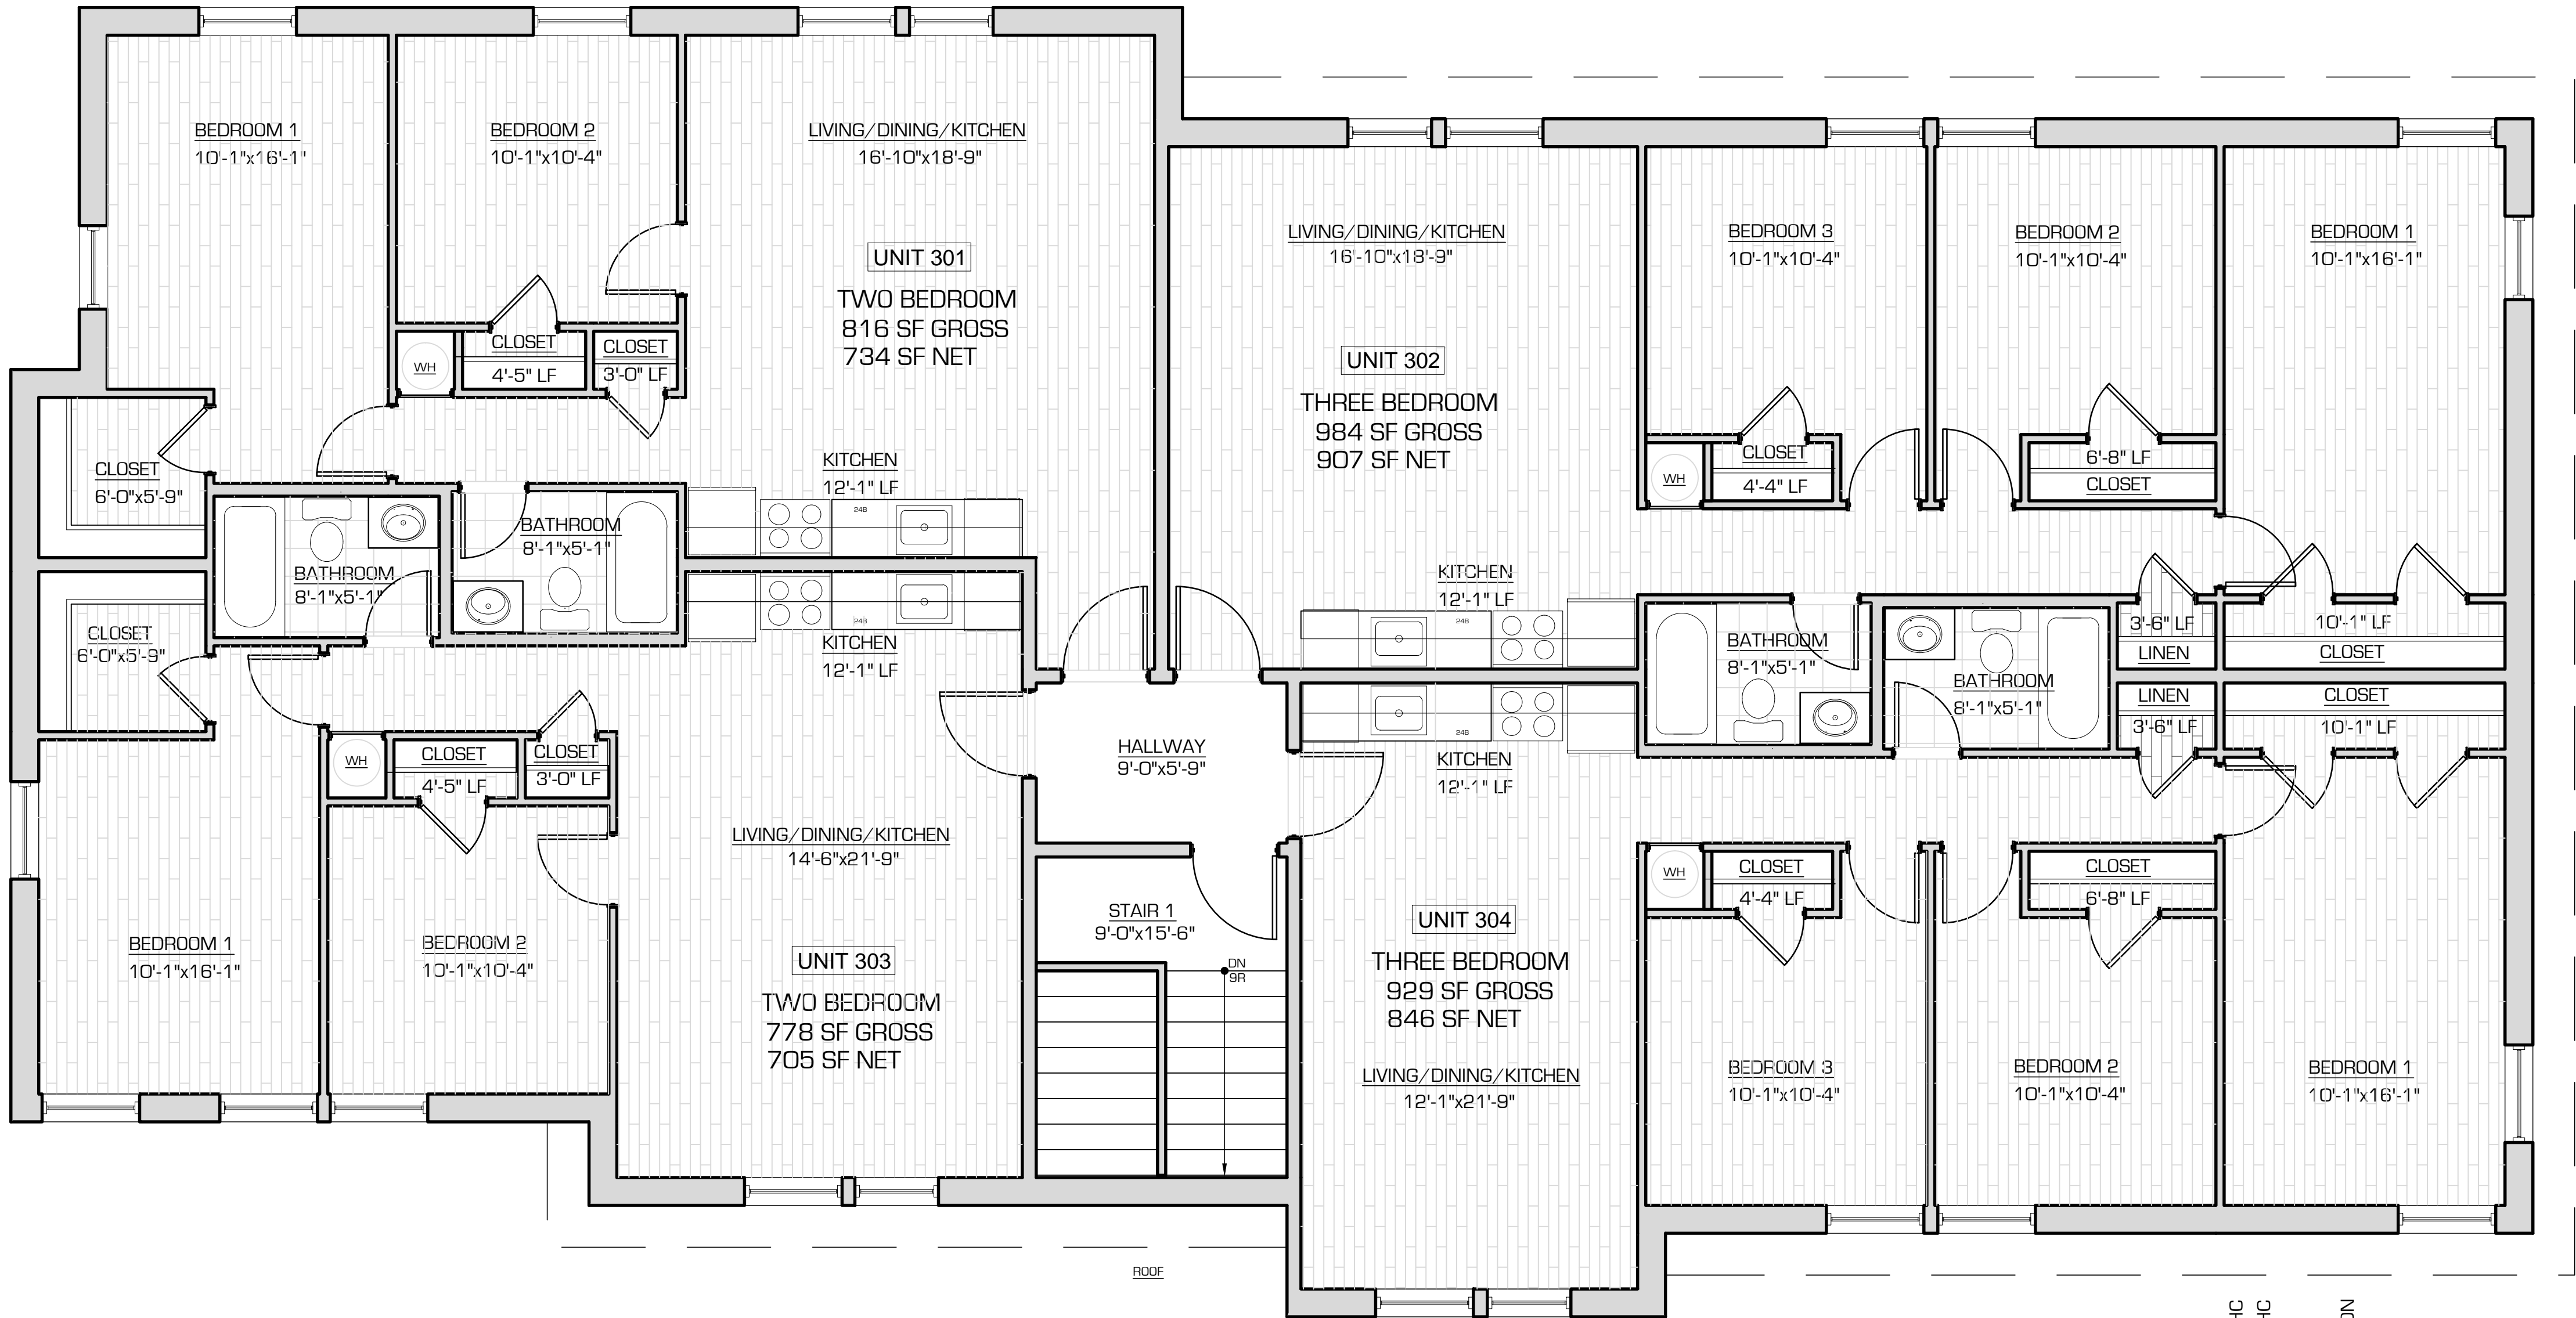 BEDROOM 1
10'-1"x16'-1"
BEDROOM 2
10'-1"x10'-4"
LIVING/DINING/KITCHEN
16'-10"x18'-9"
UNIT 301
TWO BEDROOM
816 SF GROSS
734 SF NET
WH
CLOSET
4'-5" LF
CLOSET
3'-0" LF
CLOSET
6'-0"x5'-9"
BATHROOM
8'-1"x5'-1"
BATHROOM
8'-1"x5'-1"
KITCHEN
12'-1" LF
24B
LIVING/DINING/KITCHEN
16'-10"x18'-9"
UNIT 302
THREE BEDROOM
984 SF GROSS
907 SF NET
BEDROOM 3
10'-1"x10'-4"
BEDROOM 2
10'-1"x10'-4"
BEDROOM 1
10'-1"x16'-1"
WH
CLOSET
4'-4" LF
6'-8" LF
CLOSET
KITCHEN
12'-1" LF
24B
BATHROOM
8'-1"x5'-1"
3'-6" LF
LINEN
10'-1" LF
CLOSET
CLOSET
6'-0"x5'-9"
24B
KITCHEN
12'-1" LF
WH
CLOSET
4'-5" LF
CLOSET
3'-0" LF
LIVING/DINING/KITCHEN
14'-6"x21'-9"
BEDROOM 1
10'-1"x16'-1"
BEDROOM 2
10'-1"x10'-4"
UNIT 303
TWO BEDROOM
778 SF GROSS
705 SF NET
HALLWAY
9'-0"x5'-9"
STAIR 1
9'-0"x15'-6"
DN
9R
24B
KITCHEN
12'-1" LF
BATHROOM
8'-1"x5'-1"
LINEN
3'-6" LF
CLOSET
10'-1" LF
WH
CLOSET
4'-4" LF
CLOSET
6'-8" LF
UNIT 304
THREE BEDROOM
929 SF GROSS
846 SF NET
LIVING/DINING/KITCHEN
12'-1"x21'-9"
BEDROOM 3
10'-1"x10'-4"
BEDROOM 2
10'-1"x10'-4"
BEDROOM 1
10'-1"x16'-1"
ROOF